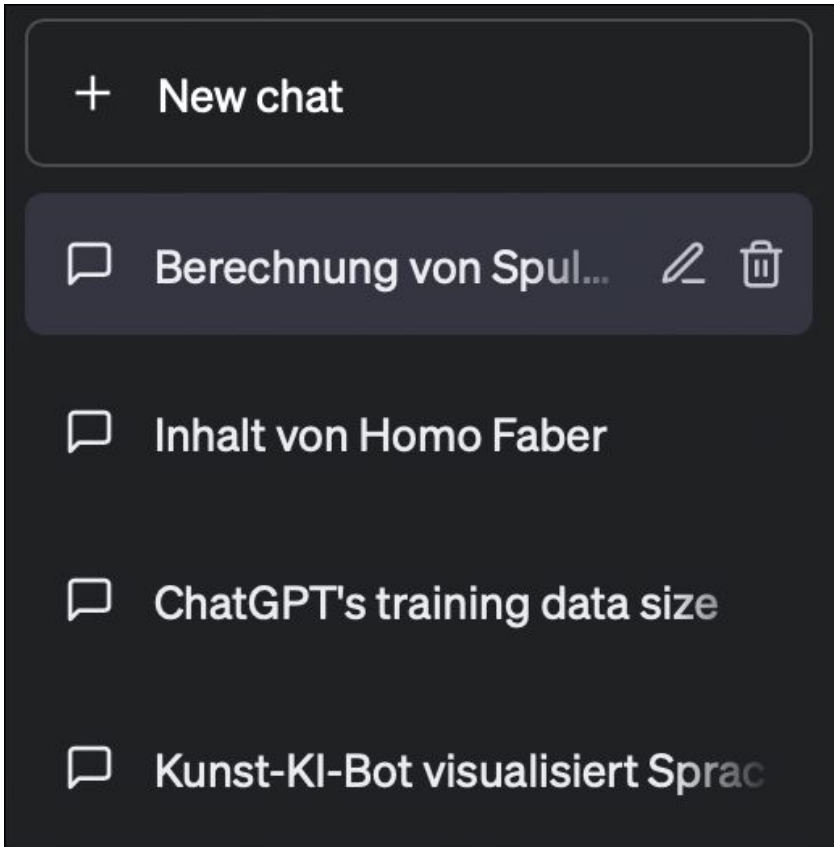 New chat
Berechnung von Spul...
Inhalt von Homo Faber
ChatGPT's training data size
Kunst-KI-Bot visualisiert Sprac